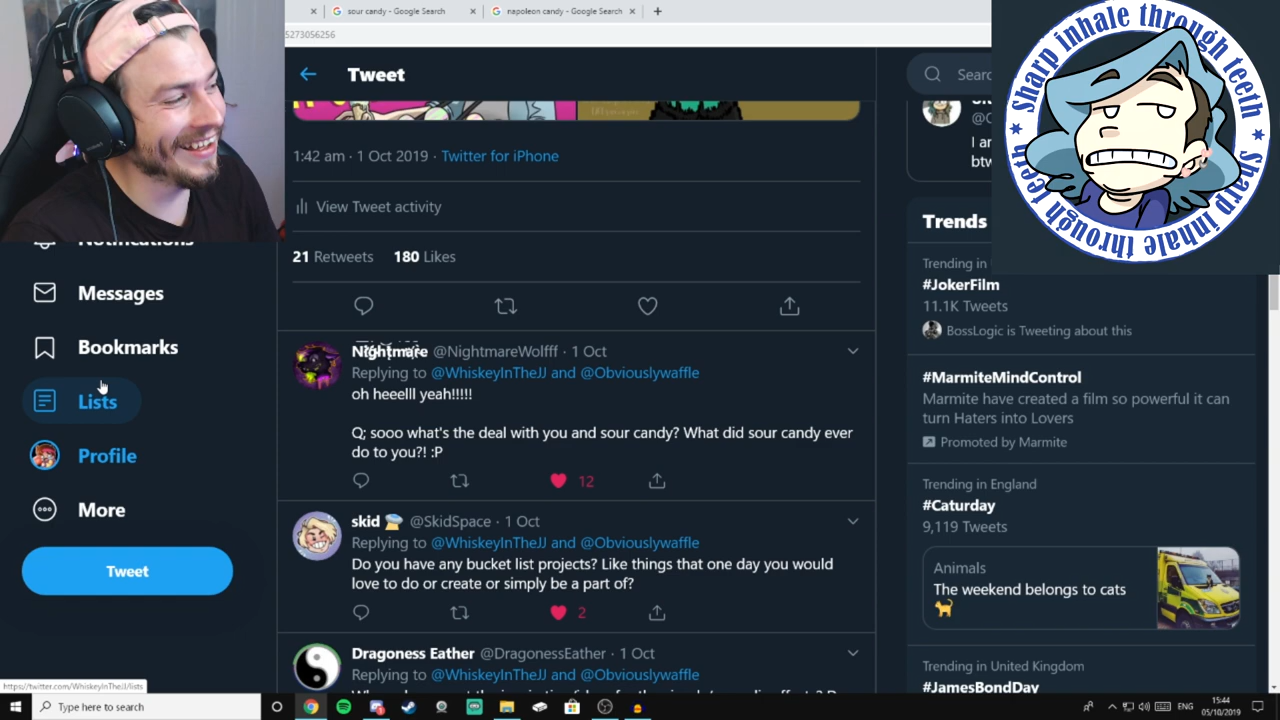 sour candy - Google Search
napoleon candy - Google Search
5273056256
Tweet
1:42 am · 1 Oct 2019 · Twitter for iPhone
View Tweet activity
21 Retweets 180 Likes
Nightmare @NightmareWolfff · 1 Oct
Replying to @WhiskeyInTheJJ and @Obviouslywaffle
oh heeelll yeah!!!!!
Q; sooo what's the deal with you and sour candy? What did sour candy ever
do to you?! :P
12
skid @SkidSpace · 1 Oct
Replying to @WhiskeyInTheJJ and @Obviouslywaffle
Do you have any bucket list projects? Like things that one day you would
love to do or create or simply be a part of?
2
Dragoness Eather @DragonessEather · 1 Oct
Replying to @WhiskeyInTheJJ and @Obviouslywaffle
Notifications
Messages
Bookmarks
Lists
Profile
More
Tweet
https://twitter.com/WhiskeyInTheJJ/lists
Sharp inhale through teeth
Sharp inhale through teeth
I am
btw
Trends
Trending in
#JokerFilm
11.1K Tweets
BossLogic is Tweeting about this
#MarmiteMindControl
Marmite have created a film so powerful it can
turn Haters into Lovers
Promoted by Marmite
Trending in England
#Caturday
9,119 Tweets
Animals
The weekend belongs to cats
Trending in United Kingdom
#JamesBondDay
Type here to search
ENG
15:44
05/10/2019